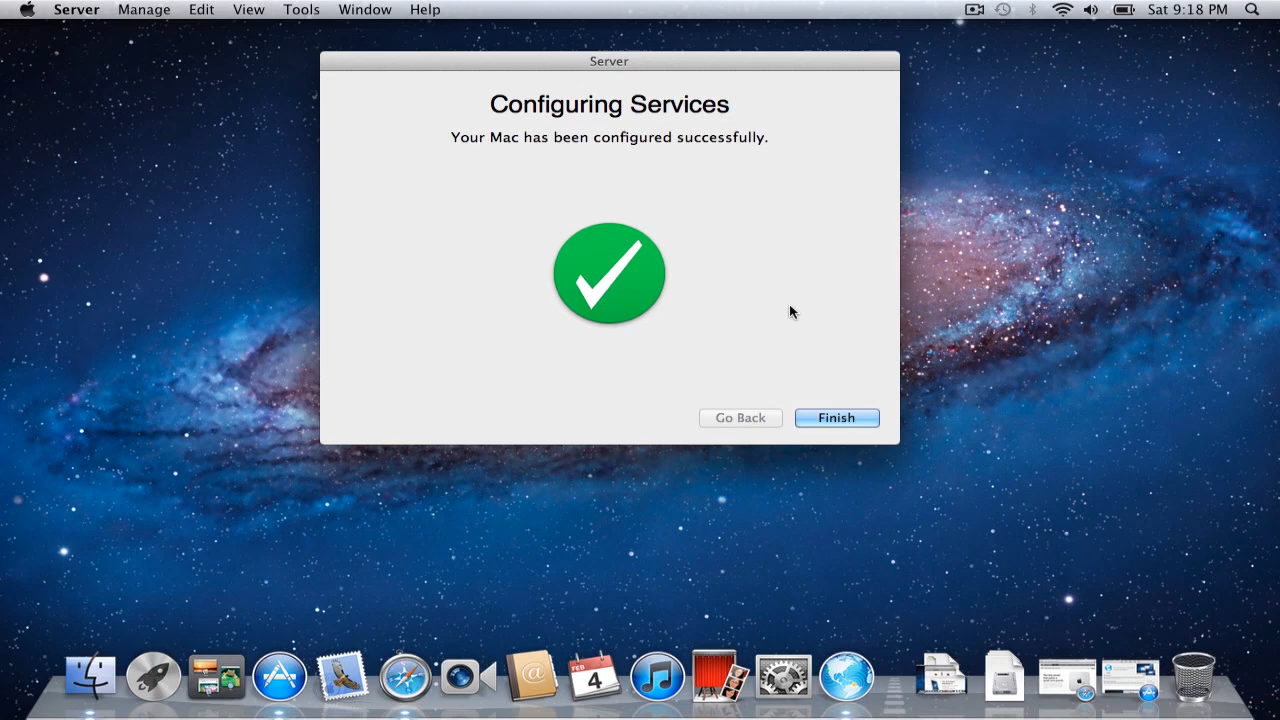 Server Manage Edit View Tools Window Help Sat 9:18 PM
Server
Configuring Services
Your Mac has been configured successfully.
Go Back Finish
FEB
4
@